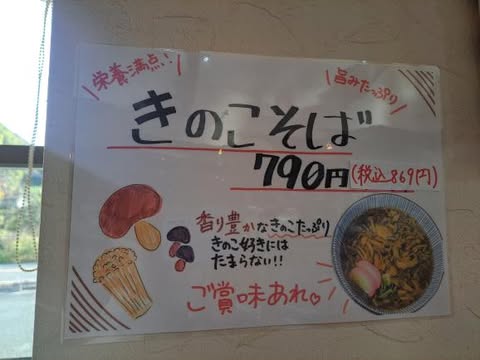 栄養満点!!
旨みたっぷり
きのこそば
790円(税込869円)
香り豊かなきのこたっぷり
きのこ好きには
たまらない!!
ご賞味あれ♡